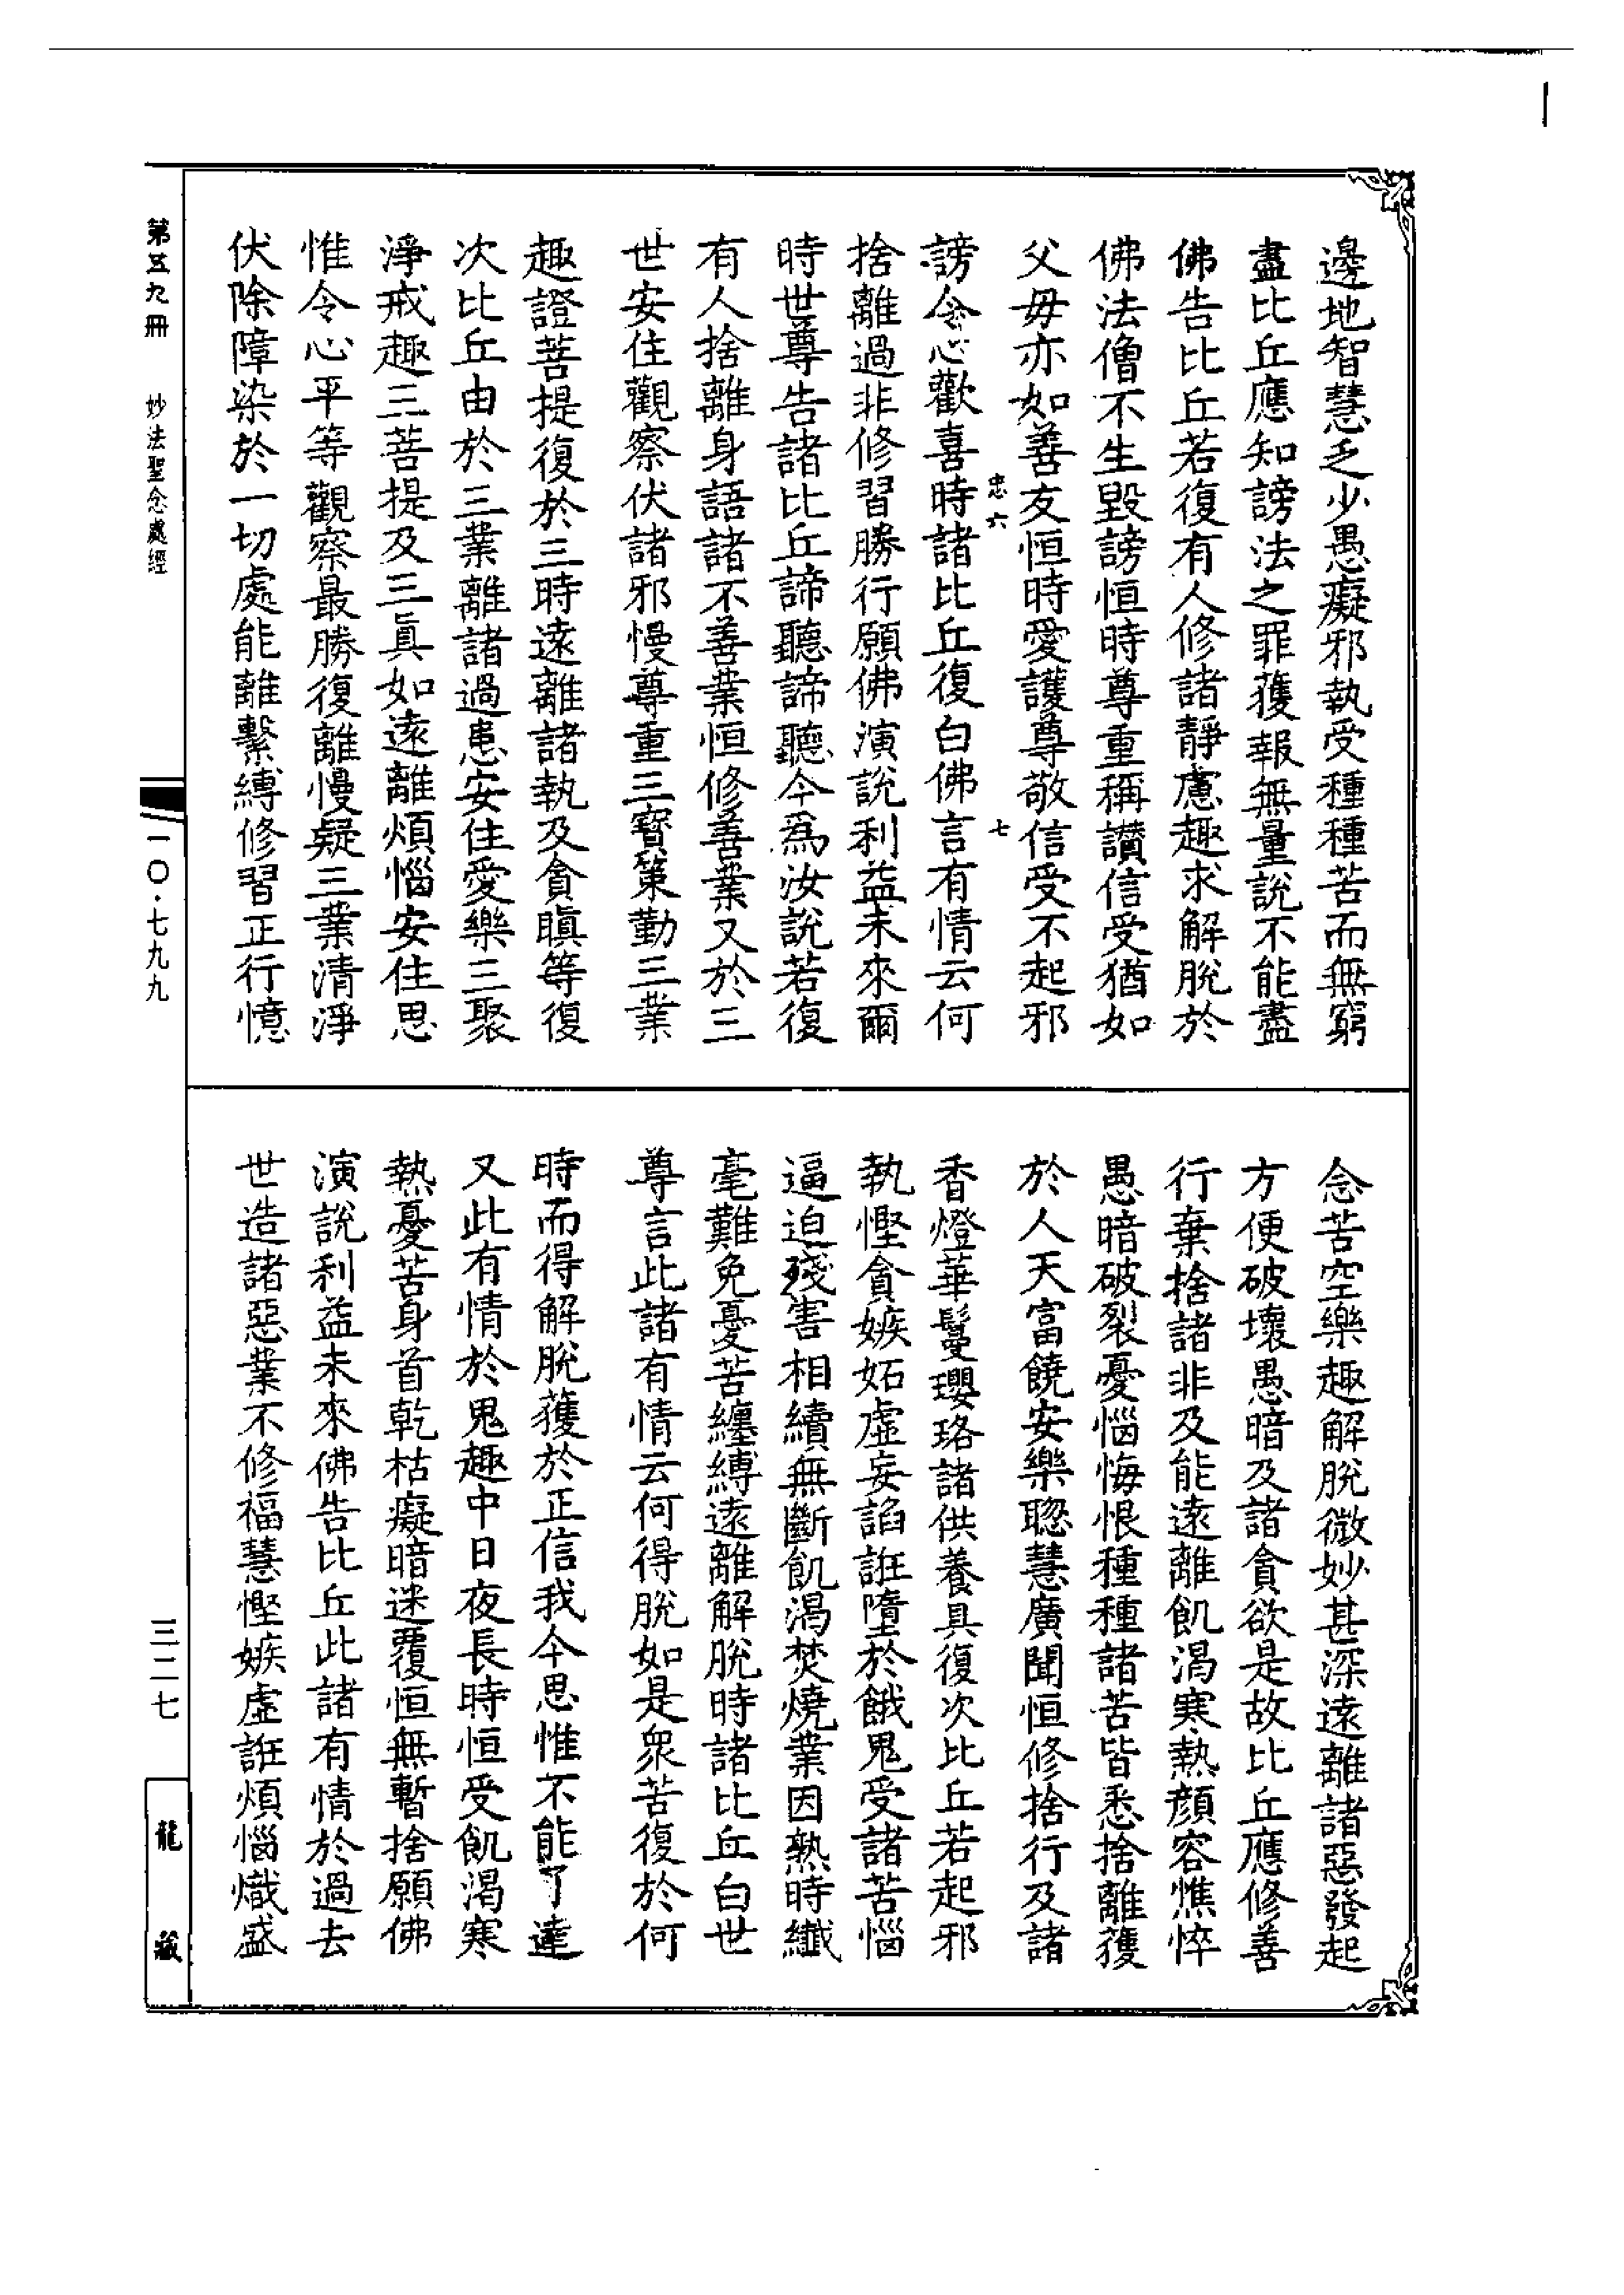 邊地智慧乏少愚癡邪執受種種苦而無窮
盡比丘應知謗法之罪獲報無量說不能盡
佛告比丘若復有人修諸靜慮趣求解脫於
佛法僧不生毀謗恒時尊重稱讃信受猶如
父毋亦如善友恒時愛護尊敬信受不起邪
忠六 七
謗令心歡喜時諸比丘復白佛言有情云何
捨離過非修習勝行願佛演說利益未來爾
時世尊告諸比丘諦聽諦聽今爲汝說若復
有人捨離身語諸不善業恒修善業又於三
世安住觀察伏諸邪慢尊重三寳策勤三業
趣證菩提復於三時遠離諸執及貪瞋等復
次比丘由於三業離諸過患安住愛樂三聚
淨戒趣三菩提及三眞如遠離煩惱安住思
惟令心平等觀察最勝復離慢疑三業清淨
伏除障染於一切處能離繫縛修習正行憶
念苦空樂趣解脫微妙甚深遠離諸惡發起
方便破壞愚暗及諸貪欲是故比丘應修善
行棄捨諸非及能遠離飢渴寒熱顏容憔悴
愚暗破裂憂惱悔恨種種諸苦皆悉捨離獲
於人天富饒安樂聦慧廣聞恒修捨行及諸
香燈華鬘瓔珞諸供養具復次比丘若起邪
執慳貪嫉妬虛妄諂誑墮於餓鬼受諸苦惱
逼迫殘害相續無斷飢渴焚燒業因熟時纖
毫難免憂苦纏縛遠離解脫時諸比丘白世
尊言此諸有情云何得脫如是衆苦復於何
時而得解脫獲於正信我今思惟不能了達
又此有情於鬼趣中日夜長時恒受飢渴寒
熱憂苦身首乾枯癡暗迷覆恒無暫捨願佛
演說利益未來佛告比丘此諸有情於過去
世造諸惡業不修福慧慳嫉虛誑煩惱熾盛
第五九冊 妙法聖念處經
一〇·七九九
三二七
龍藏